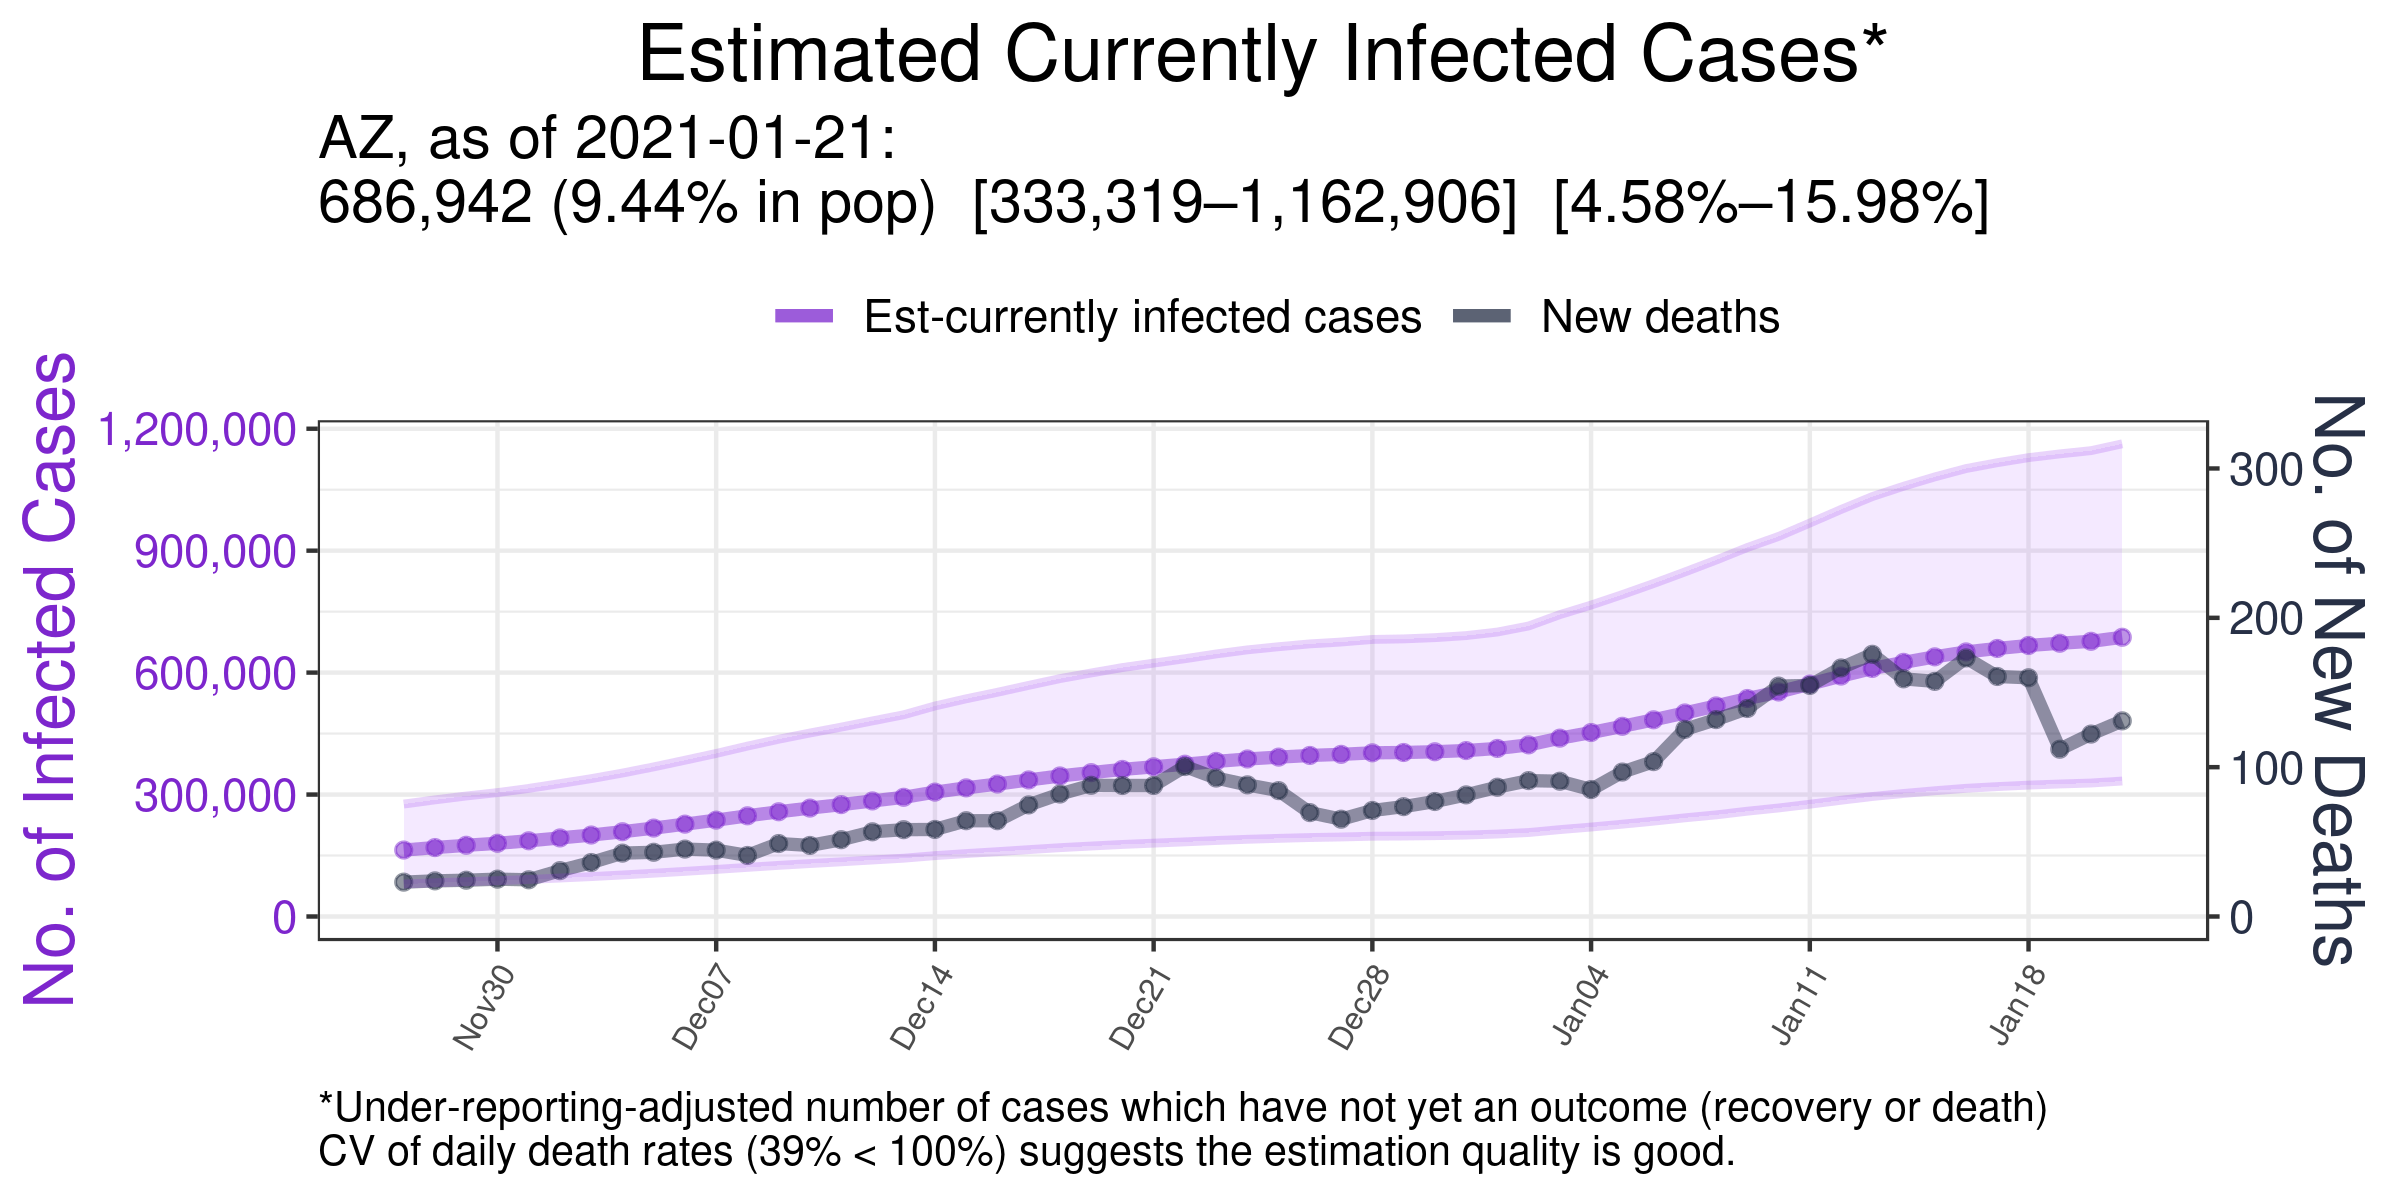 Estimated Currently Infected Cases*
AZ, as of 2021-01-21:
686,942 (9.44% in pop)  [333,319–1,162,906]  [4.58%–15.98%]
Est-currently infected cases
New deaths
No. of Infected Cases
1,200,000
900,000
600,000
300,000
0
No. of New Deaths
300
200
100
0
Nov30
Dec07
Dec14
Dec21
Dec28
Jan04
Jan11
Jan18
*Under-reporting-adjusted number of cases which have not yet an outcome (recovery or death)
CV of daily death rates (39% < 100%) suggests the estimation quality is good.